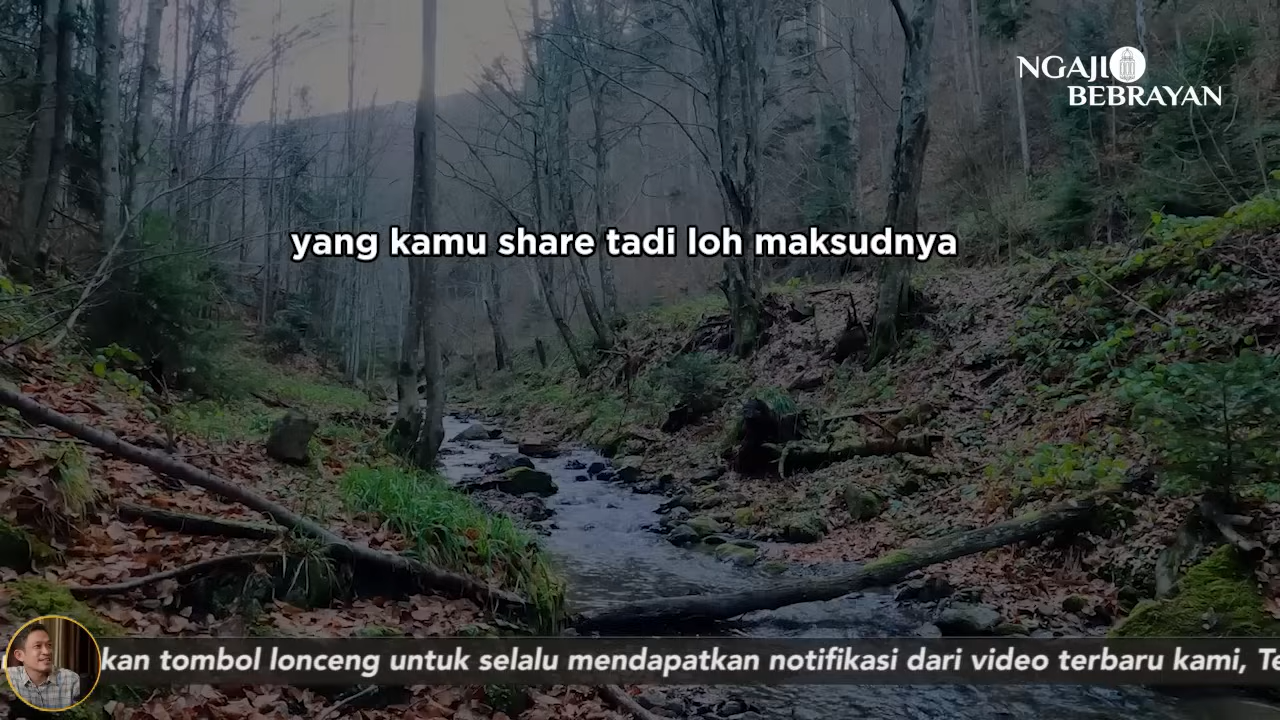 NGAJI
BEBRAYAN
yang kamu share tadi loh maksudnya
kan tombol lonceng untuk selalu mendapatkan notifikasi dari video terbaru kami, Te